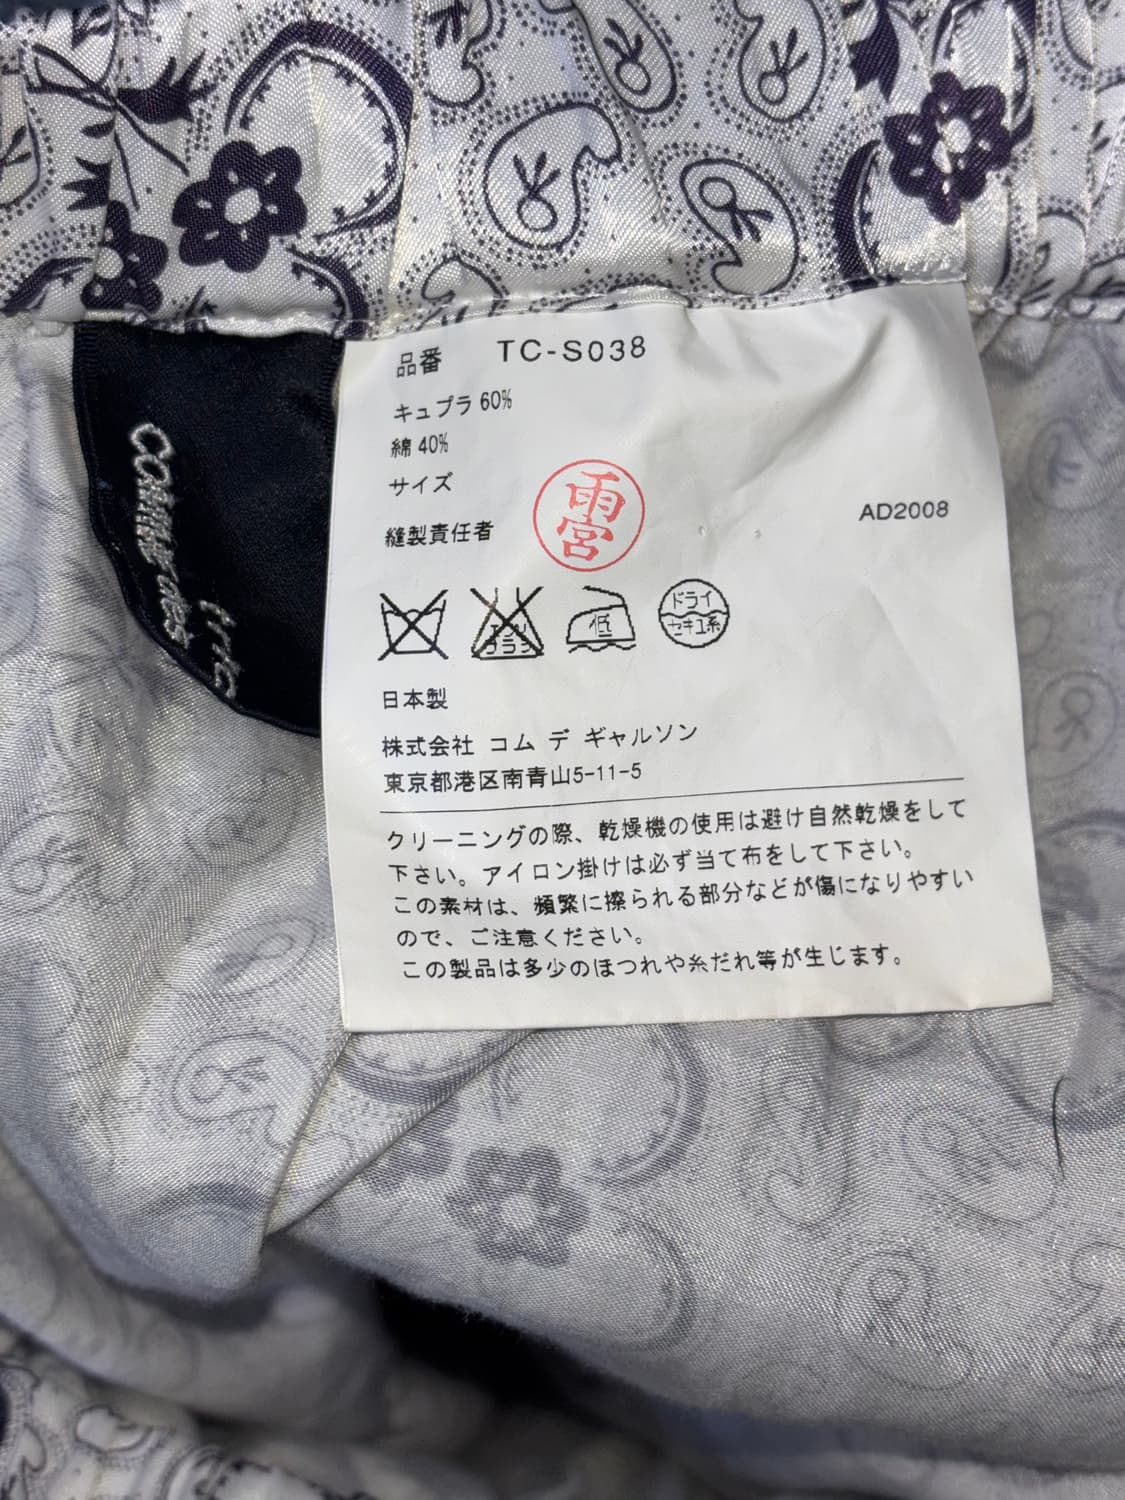 品番 TC-S038
キュプラ 60%
綿 40%
サイズ
縫製責任者
雨宮
AD2008
エンソ
ブラシ
低
ドライ
セキユ系
日本製
株式会社 コム デ ギャルソン
東京都港区南青山5-11-5
クリーニングの際、乾燥機の使用は避け自然乾燥をして
下さい。アイロン掛けは必ず当て布をして下さい。
この素材は、頻繁に擦られる部分などが傷になりやすい
ので、ご注意ください。
この製品は多少のほつれや糸だれ等が生じます。